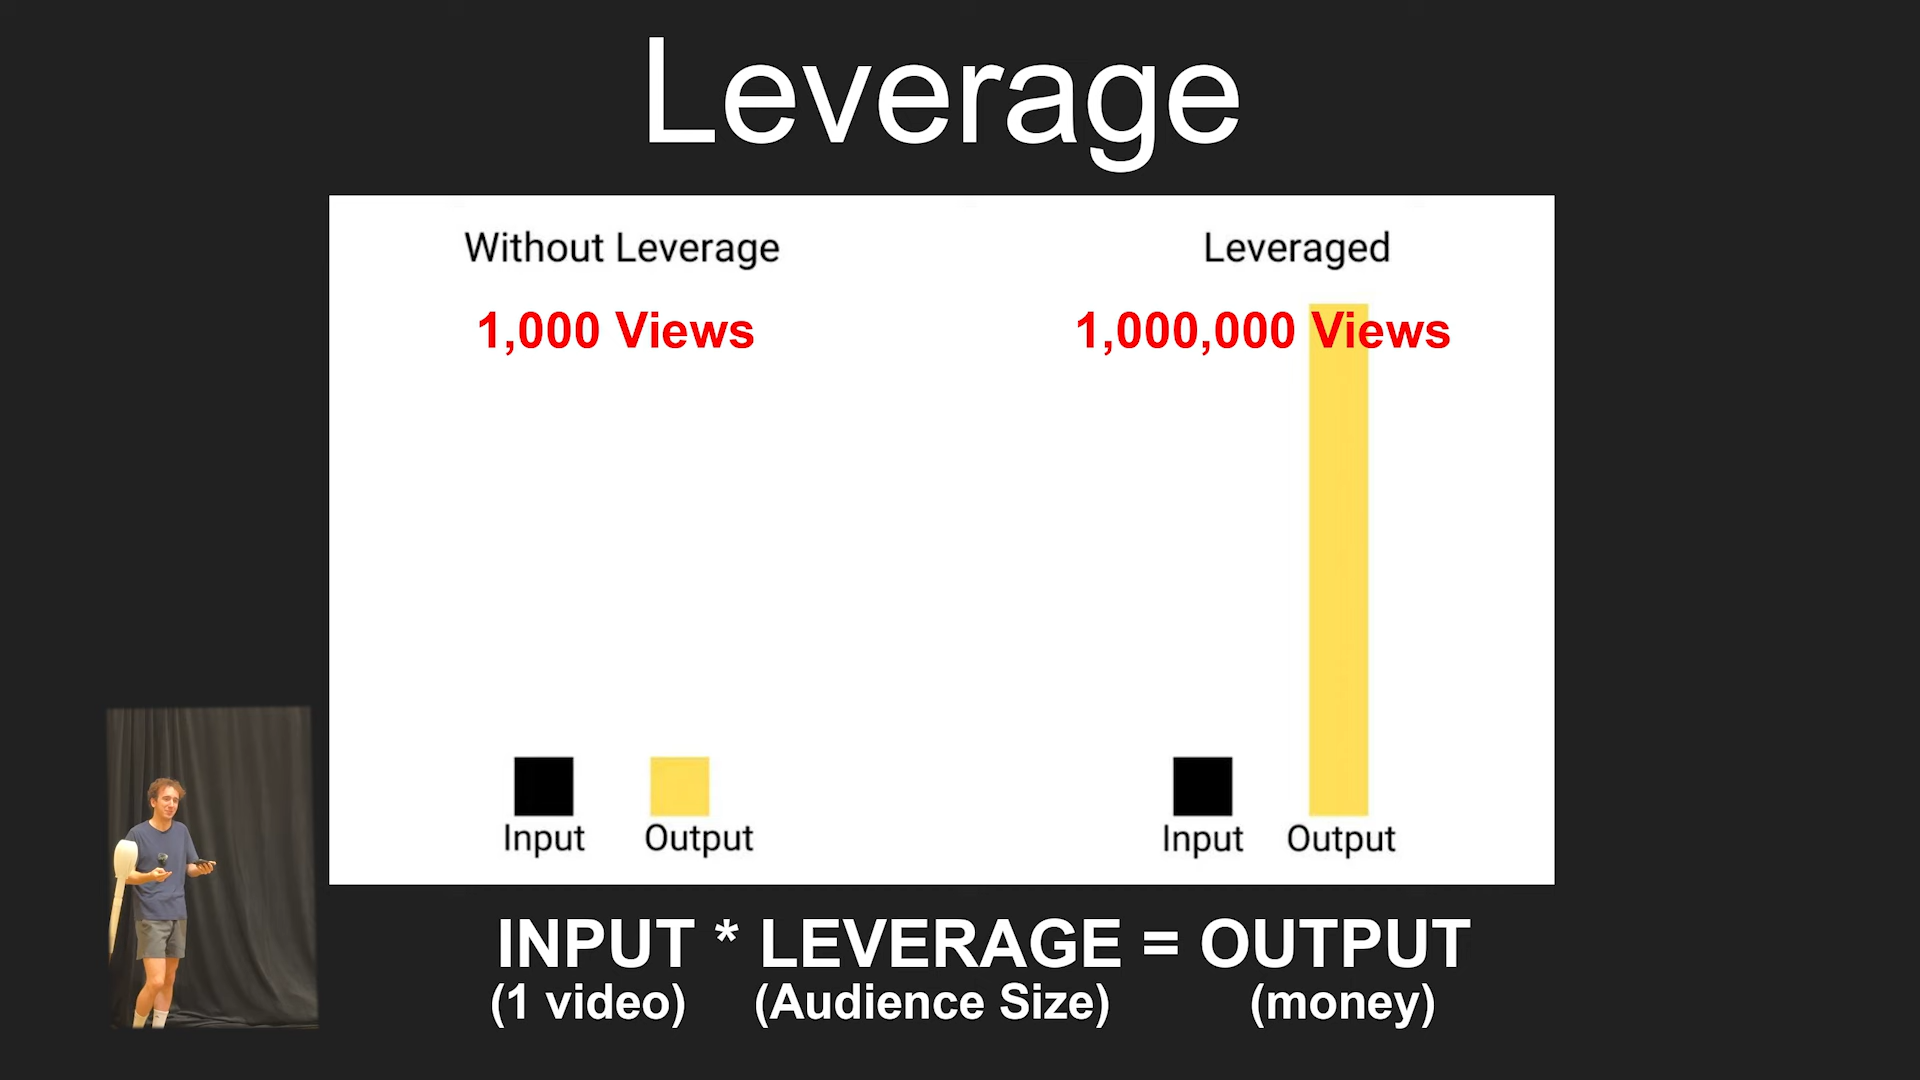 Leverage
Without Leverage
Leveraged
1,000 Views
1,000,000 Views
Input
Output
Input
Output
INPUT * LEVERAGE = OUTPUT
(1 video) (Audience Size) (money)